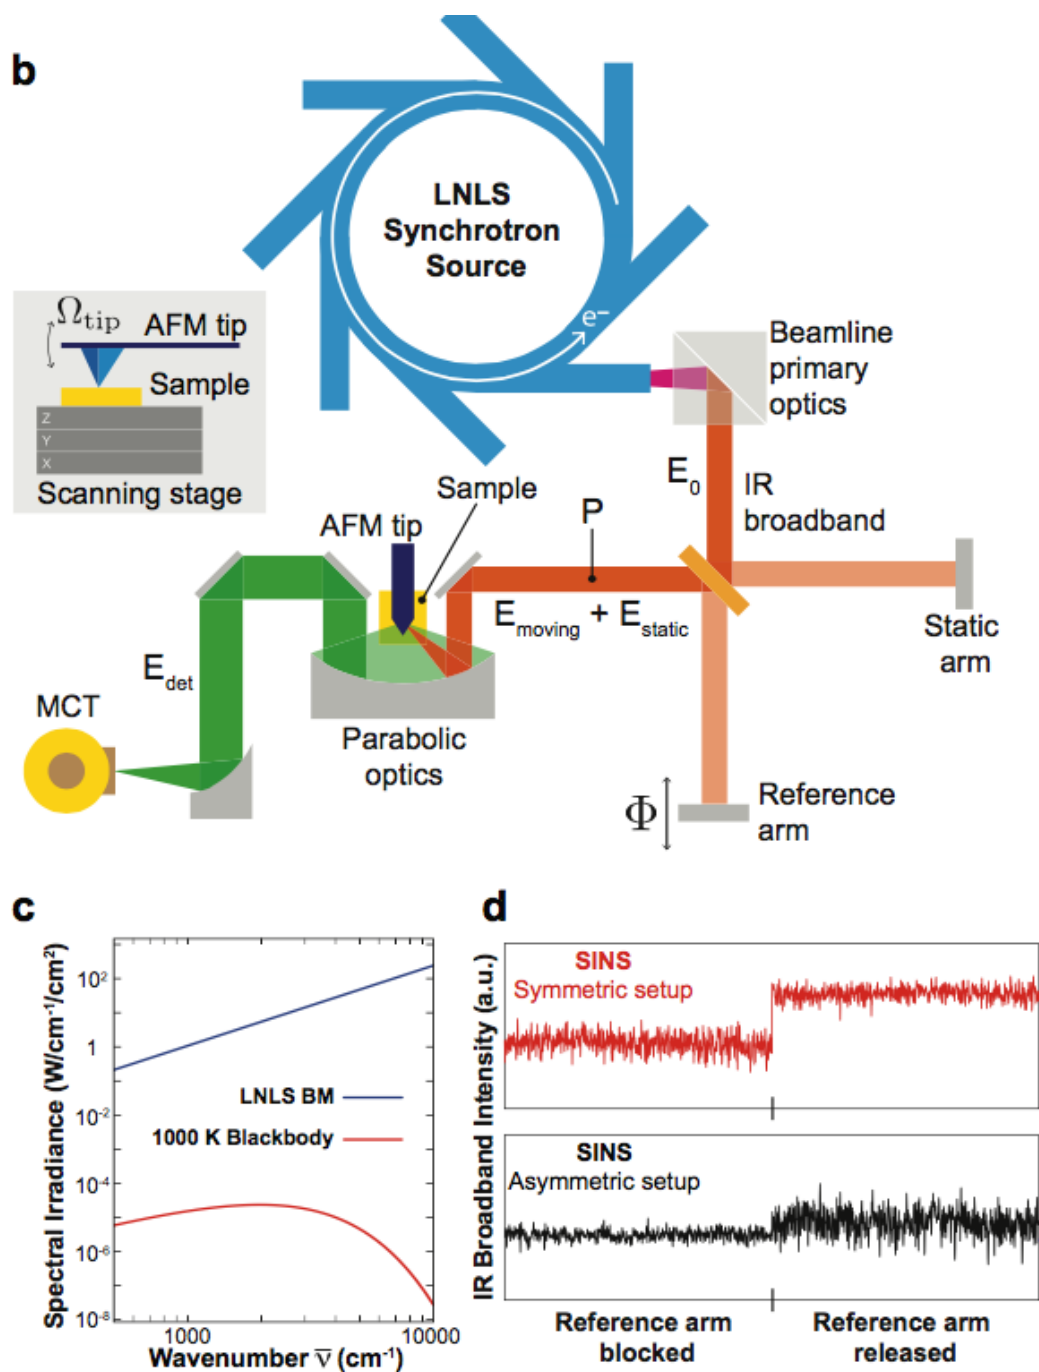 b
LNLS
Synchrotron
Source
e⁻
Ωtip
AFM tip
Sample
Z
Y
X
Scanning stage
Beamline
primary
optics
E₀
IR
broadband
Sample
AFM tip
P
Emoving + Estatic
Static
arm
Edet
MCT
Parabolic
optics
Φ
Reference
arm
c
Spectral Irradiance (W/cm⁻¹/cm²)
10²
1
10⁻²
10⁻⁴
10⁻⁶
10⁻⁸
LNLS BM
1000 K Blackbody
1000
10000
Wavenumber ν̅ (cm⁻¹)
d
IR Broadband Intensity (a.u.)
SINS
Symmetric setup
SINS
Asymmetric setup
Reference arm
blocked
Reference arm
released